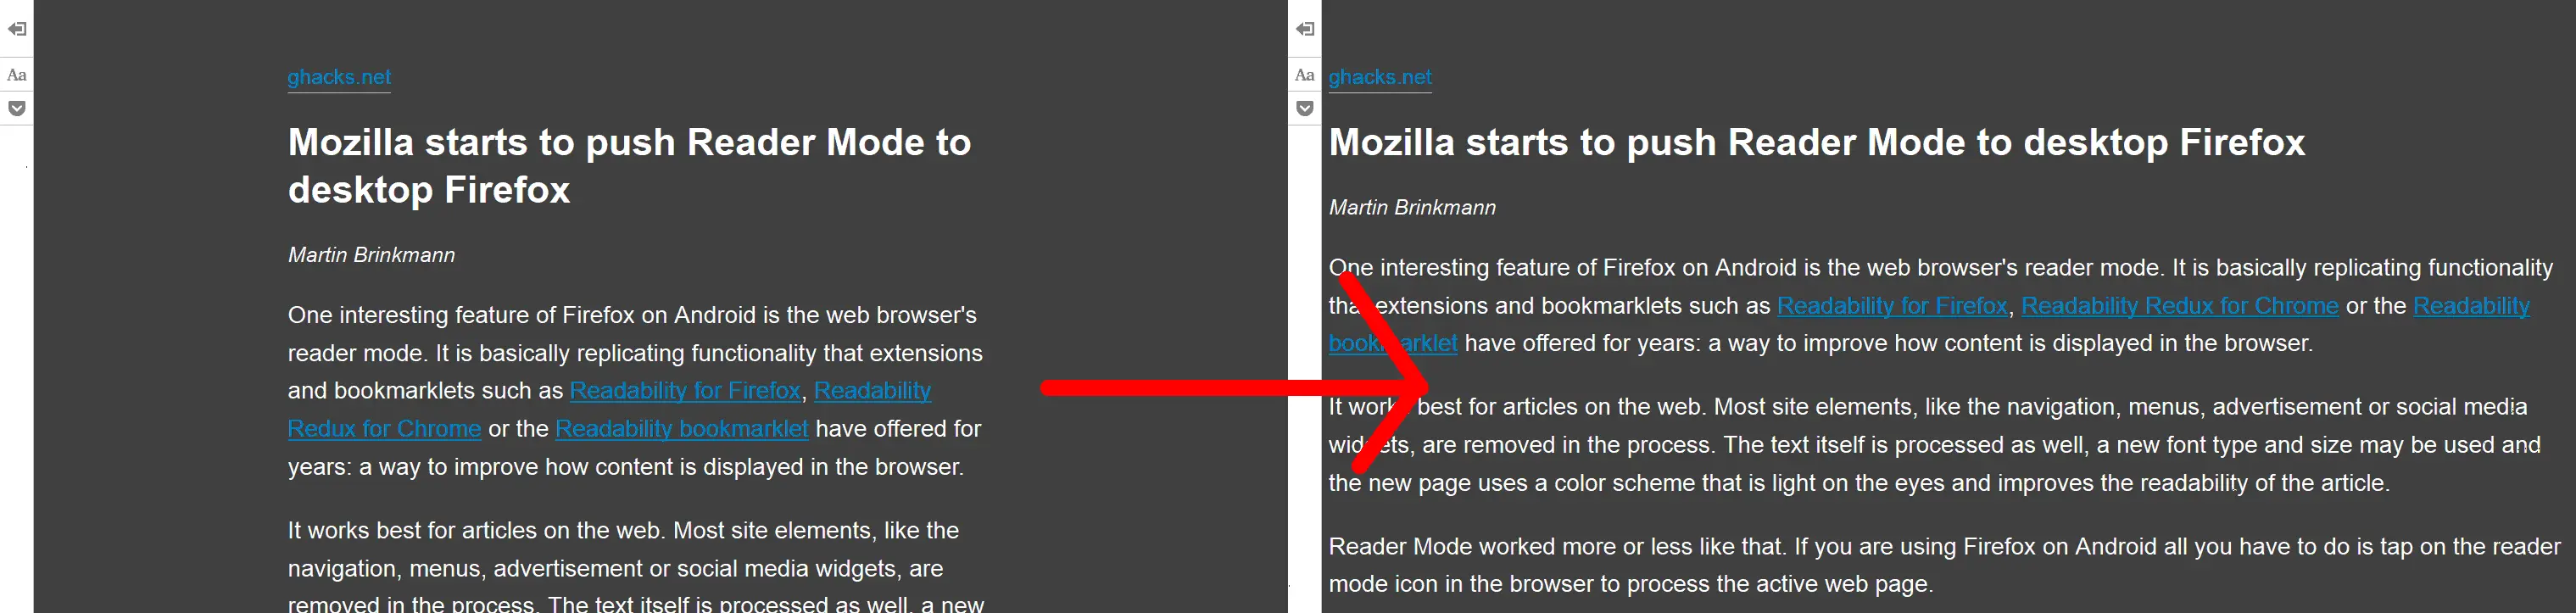 Aa
ghacks.net
Mozilla starts to push Reader Mode to
desktop Firefox
Martin Brinkmann
One interesting feature of Firefox on Android is the web browser's
reader mode. It is basically replicating functionality that extensions
and bookmarklets such as Readability for Firefox, Readability
Redux for Chrome or the Readability bookmarklet have offered for
years: a way to improve how content is displayed in the browser.
It works best for articles on the web. Most site elements, like the
navigation, menus, advertisement or social media widgets, are
removed in the process. The text itself is processed as well, a new
Aa
ghacks.net
Mozilla starts to push Reader Mode to desktop Firefox
Martin Brinkmann
One interesting feature of Firefox on Android is the web browser's reader mode. It is basically replicating functionality
that extensions and bookmarklets such as Readability for Firefox, Readability Redux for Chrome or the Readability
bookmarklet have offered for years: a way to improve how content is displayed in the browser.
It works best for articles on the web. Most site elements, like the navigation, menus, advertisement or social media
widgets, are removed in the process. The text itself is processed as well, a new font type and size may be used and
the new page uses a color scheme that is light on the eyes and improves the readability of the article.
Reader Mode worked more or less like that. If you are using Firefox on Android all you have to do is tap on the reader
mode icon in the browser to process the active web page.